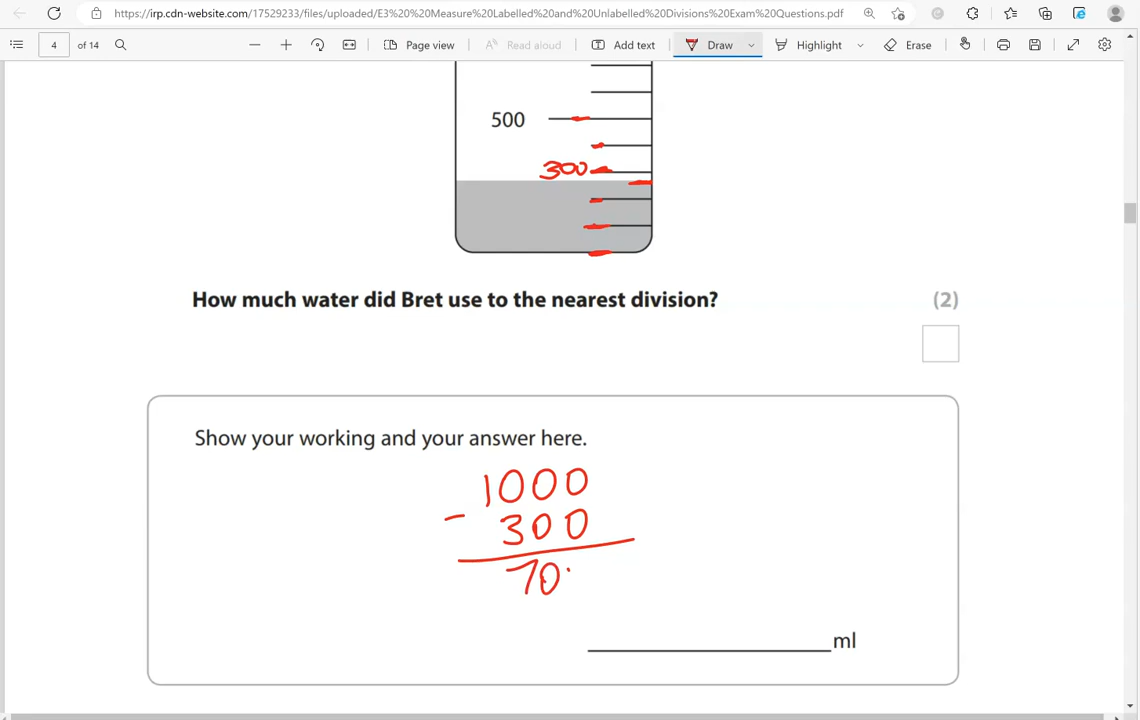 https://irp.cdn-website.com/17529233/files/uploaded/E3%20%20Measure%20Labelled%20and%20Unlabelled%20Divisions%20Exam%20Questions.pdf
4 of 14
Page view
Read aloud
Add text
Draw
Highlight
Erase
500
300
How much water did Bret use to the nearest division? (2)
Show your working and your answer here.
1000
- 300
70
ml